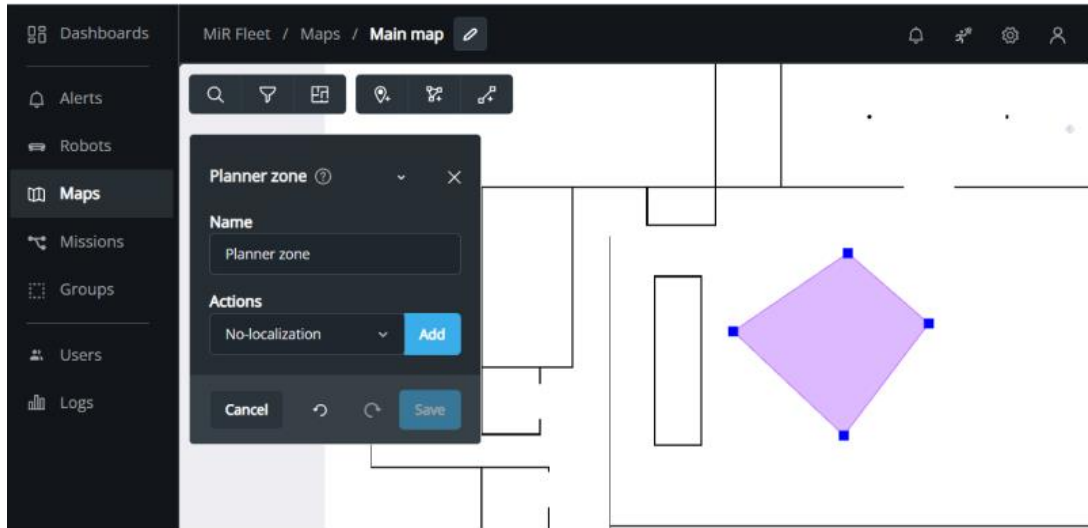 Dashboards
Alerts
Robots
Maps
Missions
Groups
Users
Logs
MiR Fleet / Maps / Main map
Planner zone ?
Name
Planner zone
Actions
No-localization
Add
Cancel
Save